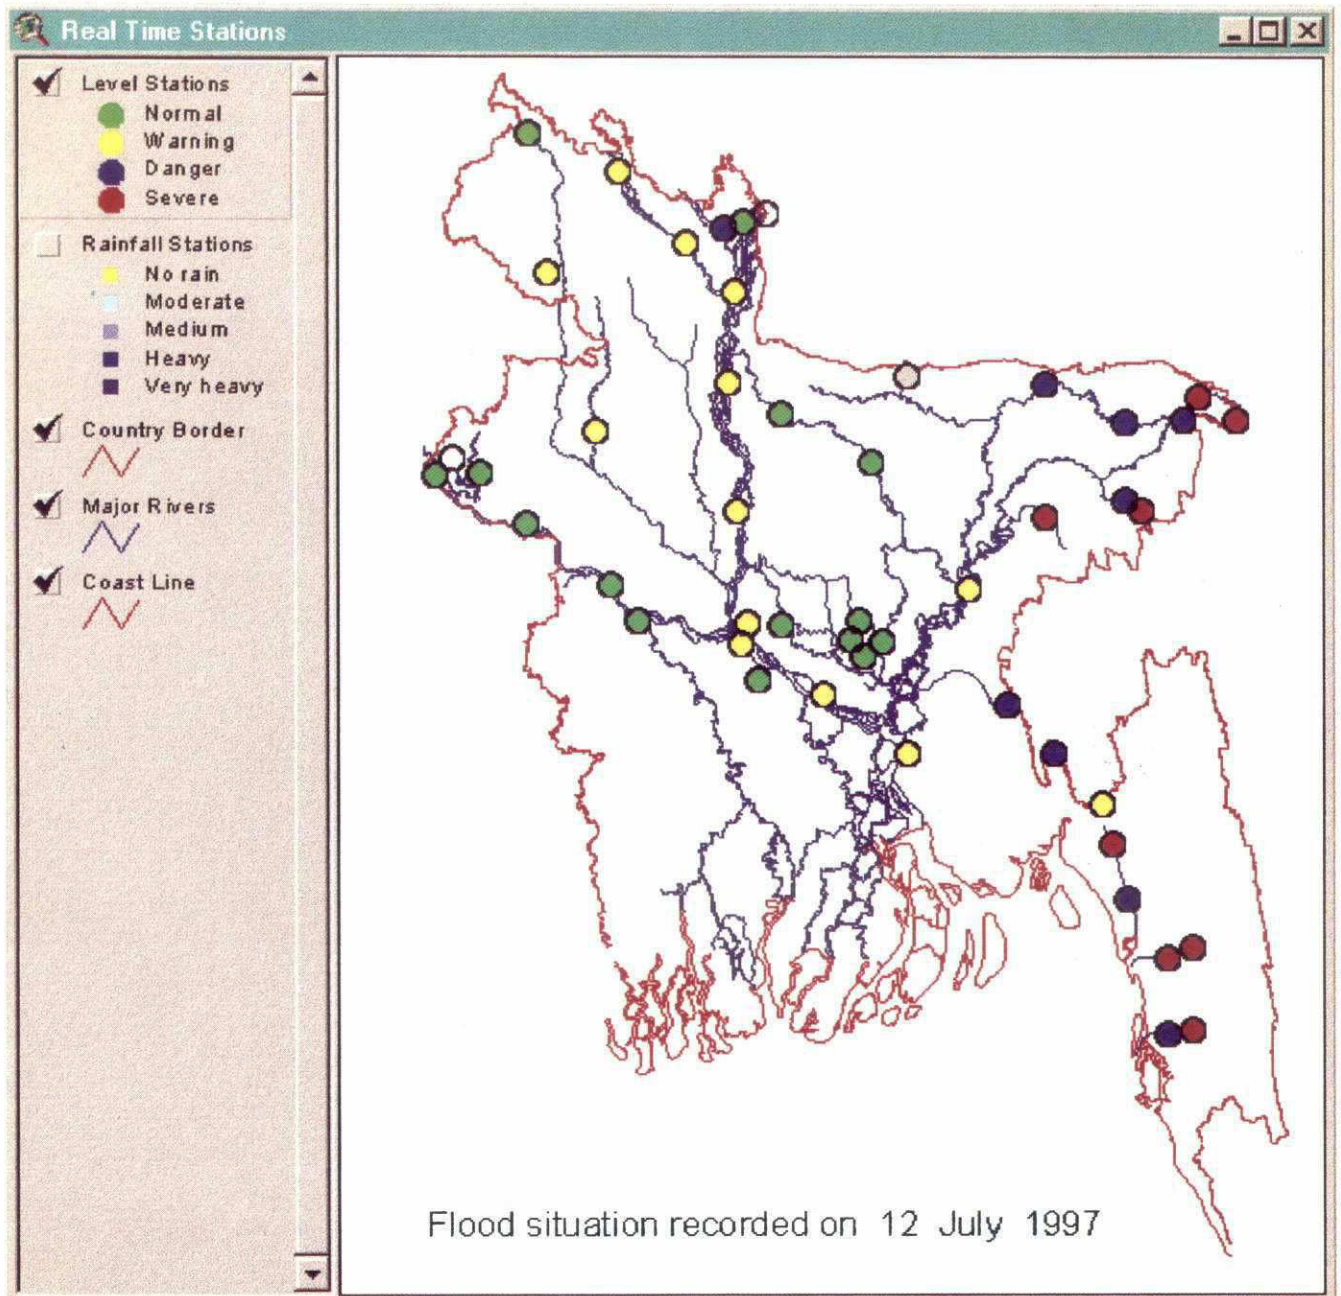 Real Time Stations
Level Stations
Normal
Warning
Danger
Severe
Rainfall Stations
No rain
Moderate
Medium
Heavy
Very heavy
Country Border
Major Rivers
Coast Line
Flood situation recorded on 12 July 1997